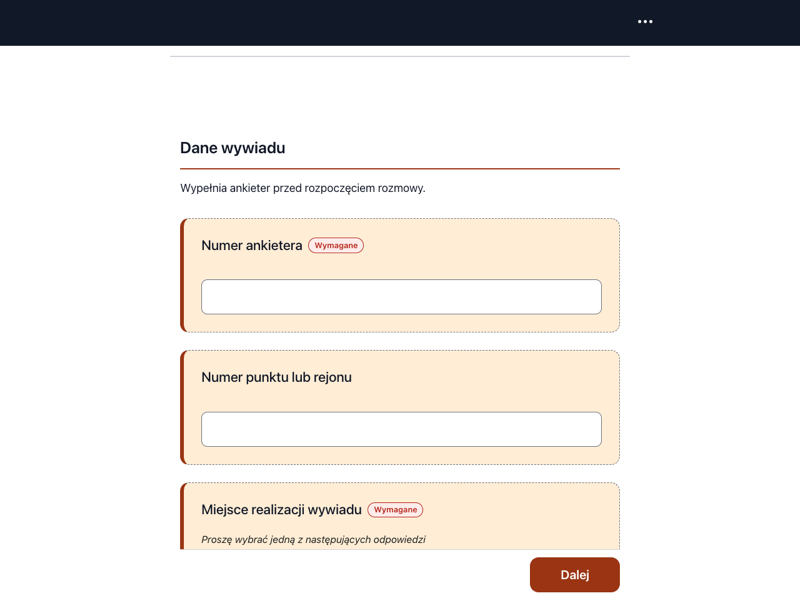 Dane wywiadu
Wypełnia ankieter przed rozpoczęciem rozmowy.
Numer ankietera Wymagane
Numer punktu lub rejonu
Miejsce realizacji wywiadu Wymagane
Proszę wybrać jedną z następujących odpowiedzi
Dalej